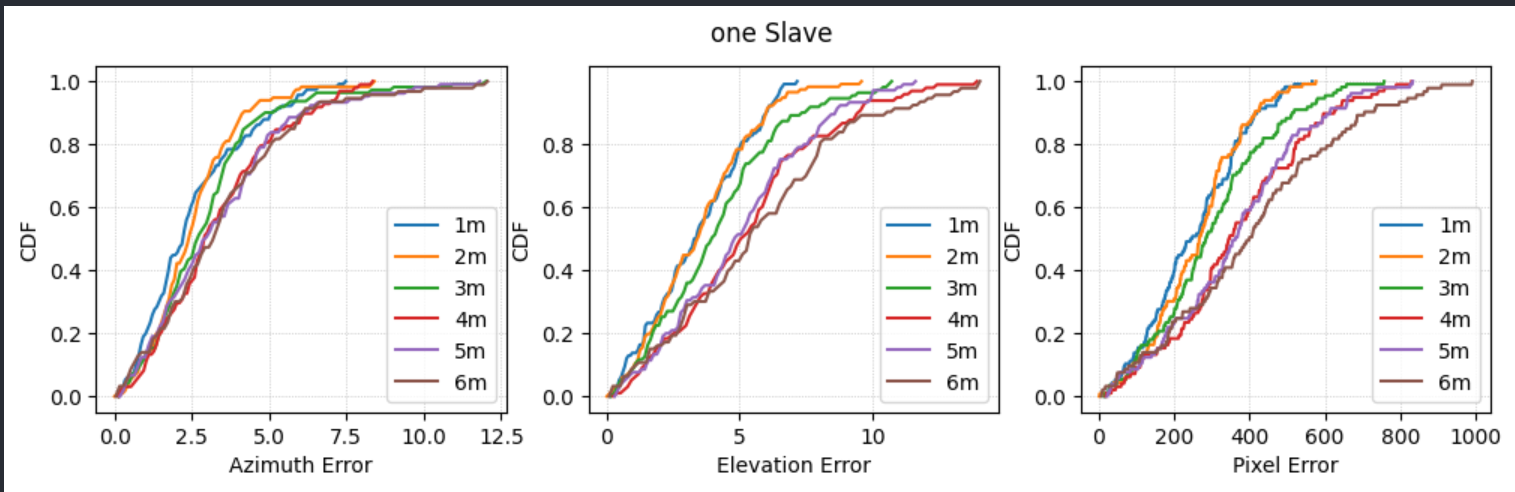 one Slave
1.0
0.8
0.6
0.4
0.2
0.0
CDF
0.0 2.5 5.0 7.5 10.0 12.5
Azimuth Error
1m
2m
3m
4m
5m
6m
0.8
0.6
0.4
0.2
0.0
CDF
0 5 10
Elevation Error
1m
2m
3m
4m
5m
6m
1.0
0.8
0.6
0.4
0.2
0.0
CDF
0 200 400 600 800 1000
Pixel Error
1m
2m
3m
4m
5m
6m